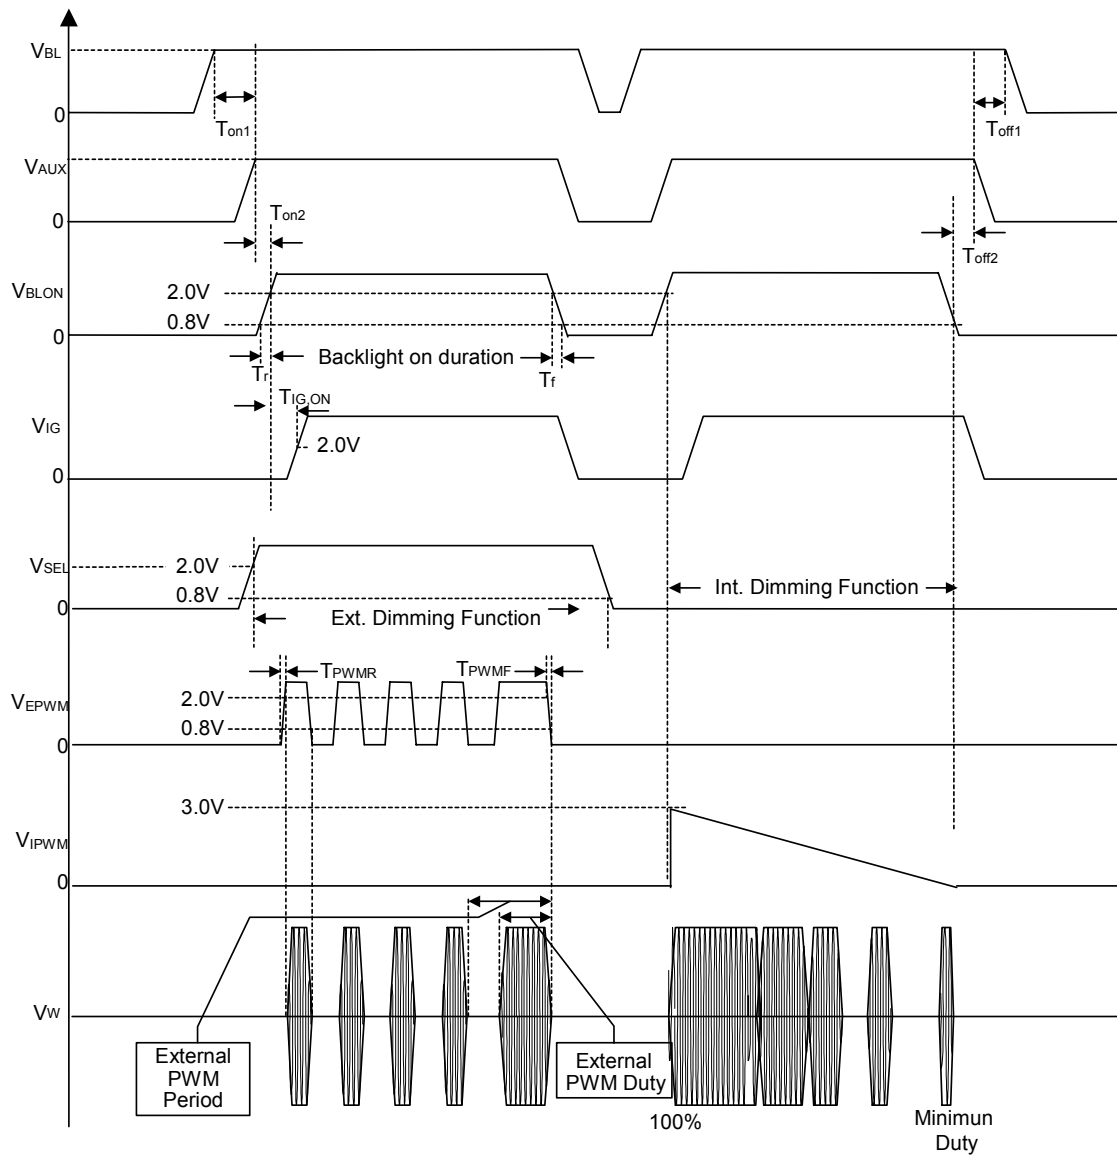 VBL
0
Ton1
Toff1
VAUX
0
Ton2
Toff2
VBLON
2.0V
0.8V
0
Tr
Backlight on duration
Tf
TIG,ON
VIG
2.0V
0
VSEL
2.0V
0.8V
0
Int. Dimming Function
Ext. Dimming Function
TPWMR
TPWMF
VEPWM
2.0V
0.8V
0
3.0V
VIPWM
0
VW
External
PWM
Period
External
PWM Duty
100%
Minimun
Duty